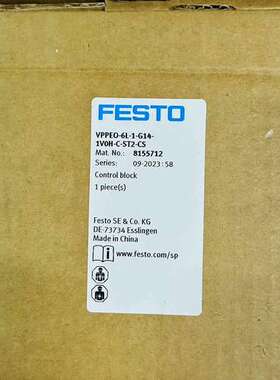 FESTO
VPPEO-6L-1-G14-
1V0H-C-ST2-CS
Mat. No.: 8155712
Series: 09-2023:58
Control block
1 piece(s)
Festo SE & Co. KG
DE-73734 Esslingen
Made in China
www.festo.com/sp